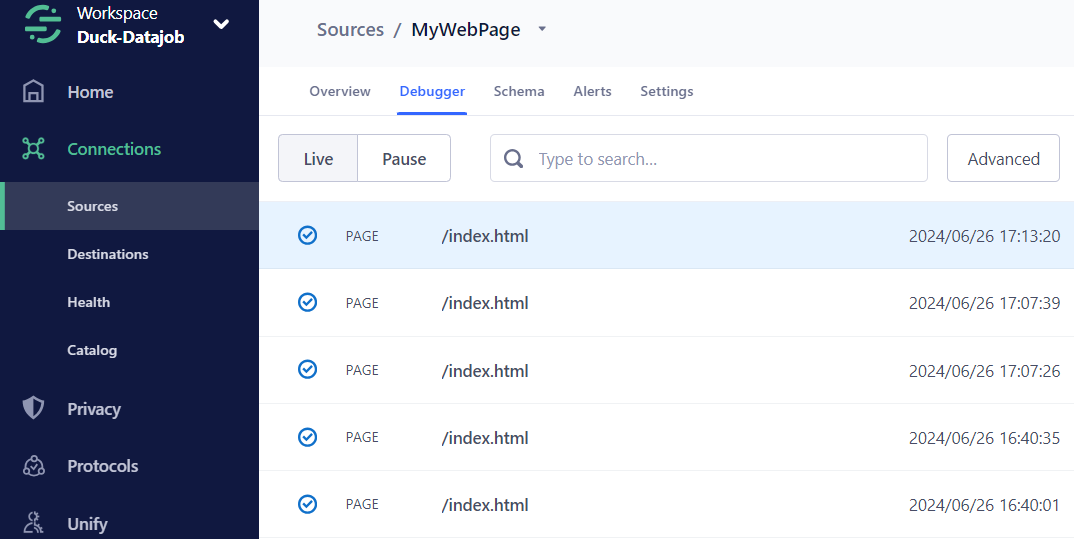 Workspace
Duck-Datajob
Home
Connections
Sources
Destinations
Health
Catalog
Privacy
Protocols
Unify
Sources / MyWebPage
Overview Debugger Schema Alerts Settings
Live Pause Type to search... Advanced
PAGE /index.html 2024/06/26 17:13:20
PAGE /index.html 2024/06/26 17:07:39
PAGE /index.html 2024/06/26 17:07:26
PAGE /index.html 2024/06/26 16:40:35
PAGE /index.html 2024/06/26 16:40:01